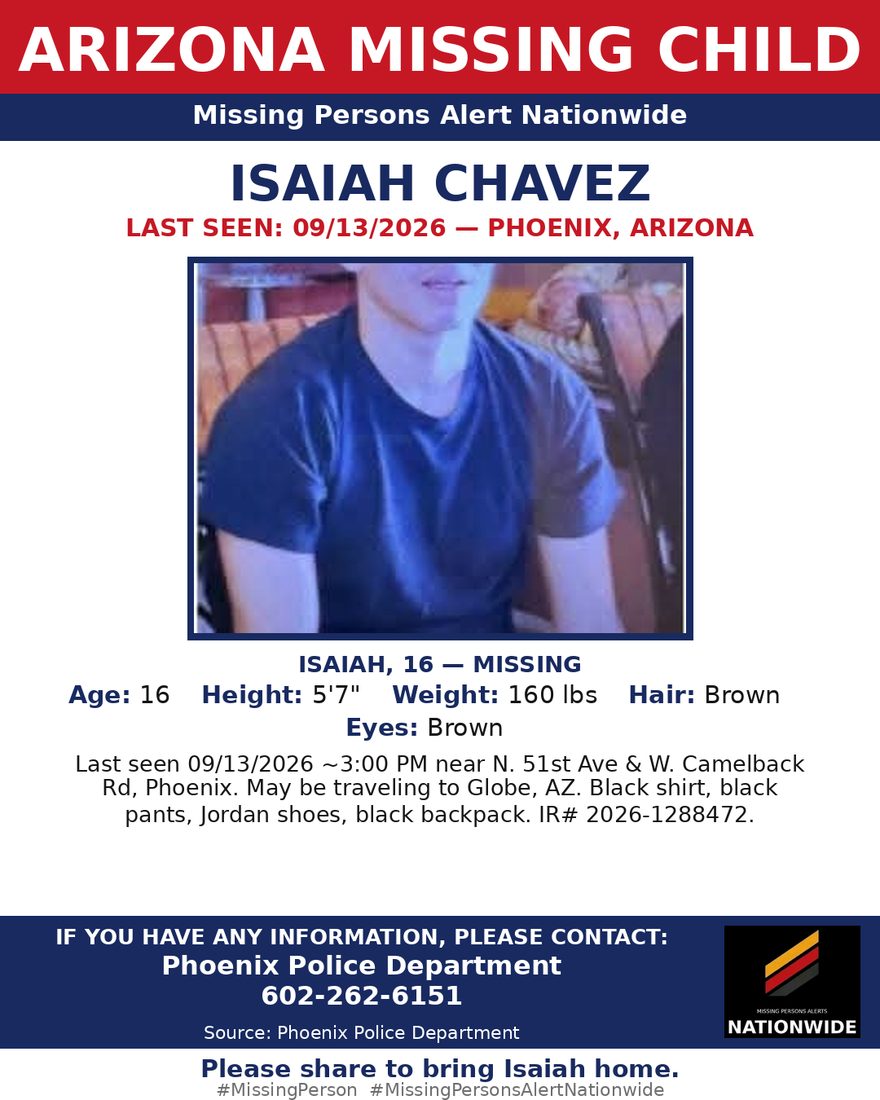 ARIZONA MISSING CHILD
Missing Persons Alert Nationwide
ISAIAH CHAVEZ
LAST SEEN: 09/13/2026 — PHOENIX, ARIZONA
ISAIAH, 16 — MISSING
Age: 16 Height: 5'7" Weight: 160 lbs Hair: Brown
Eyes: Brown
Last seen 09/13/2026 ~3:00 PM near N. 51st Ave & W. Camelback
Rd, Phoenix. May be traveling to Globe, AZ. Black shirt, black
pants, Jordan shoes, black backpack. IR# 2026-1288472.
IF YOU HAVE ANY INFORMATION, PLEASE CONTACT:
Phoenix Police Department
602-262-6151
Source: Phoenix Police Department
MISSING PERSONS ALERTS
NATIONWIDE
Please share to bring Isaiah home.
#MissingPerson #MissingPersonsAlertNationwide